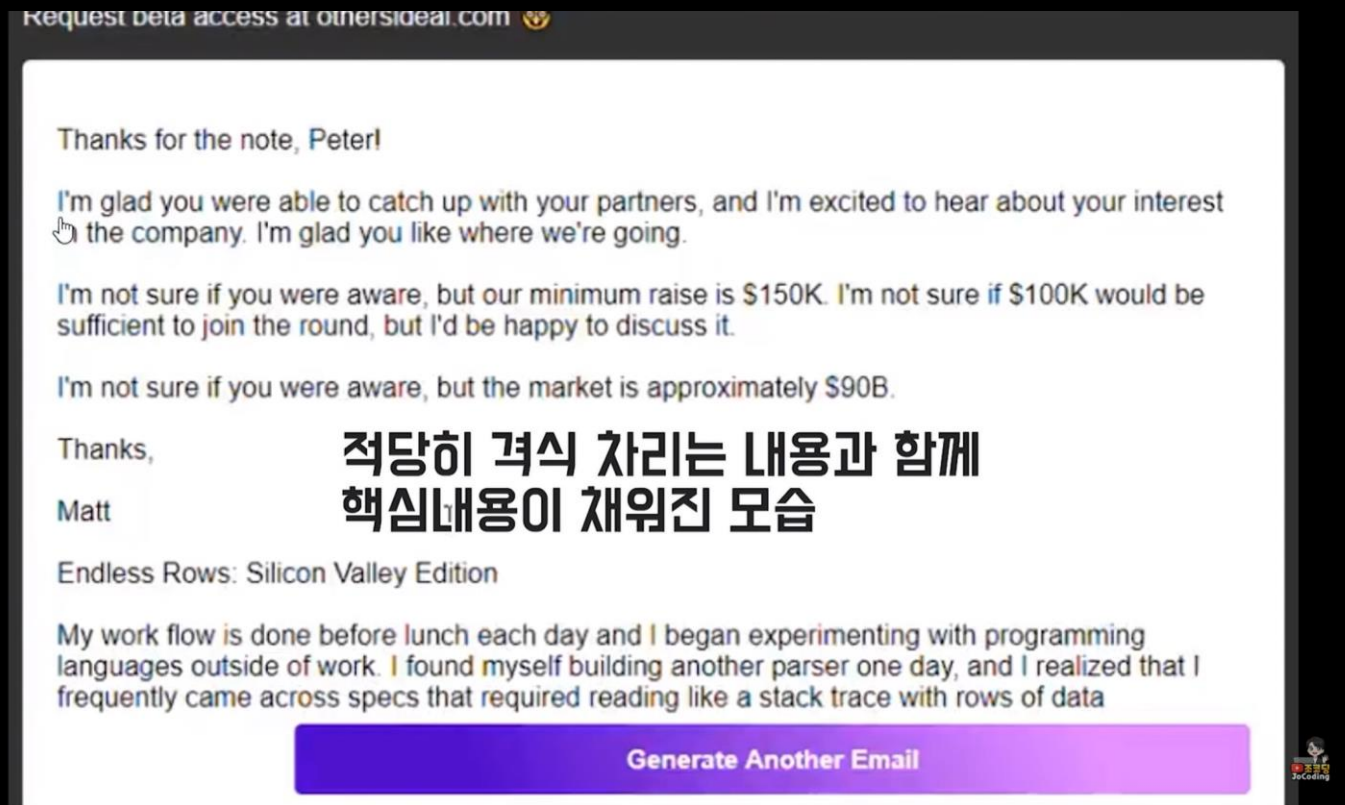 Request beta access at othersideai.com
Thanks for the note, Peter!
I'm glad you were able to catch up with your partners, and I'm excited to hear about your interest
the company. I'm glad you like where we're going.
I'm not sure if you were aware, but our minimum raise is $150K. I'm not sure if $100K would be
sufficient to join the round, but I'd be happy to discuss it.
I'm not sure if you were aware, but the market is approximately $90B.
Thanks,
적당히 격식 차리는 내용과 함께
핵심내용이 채워진 모습
Matt
Endless Rows: Silicon Valley Edition
My work flow is done before lunch each day and I began experimenting with programming
languages outside of work. I found myself building another parser one day, and I realized that I
frequently came across specs that required reading like a stack trace with rows of data
Generate Another Email
조코딩
JoCoding